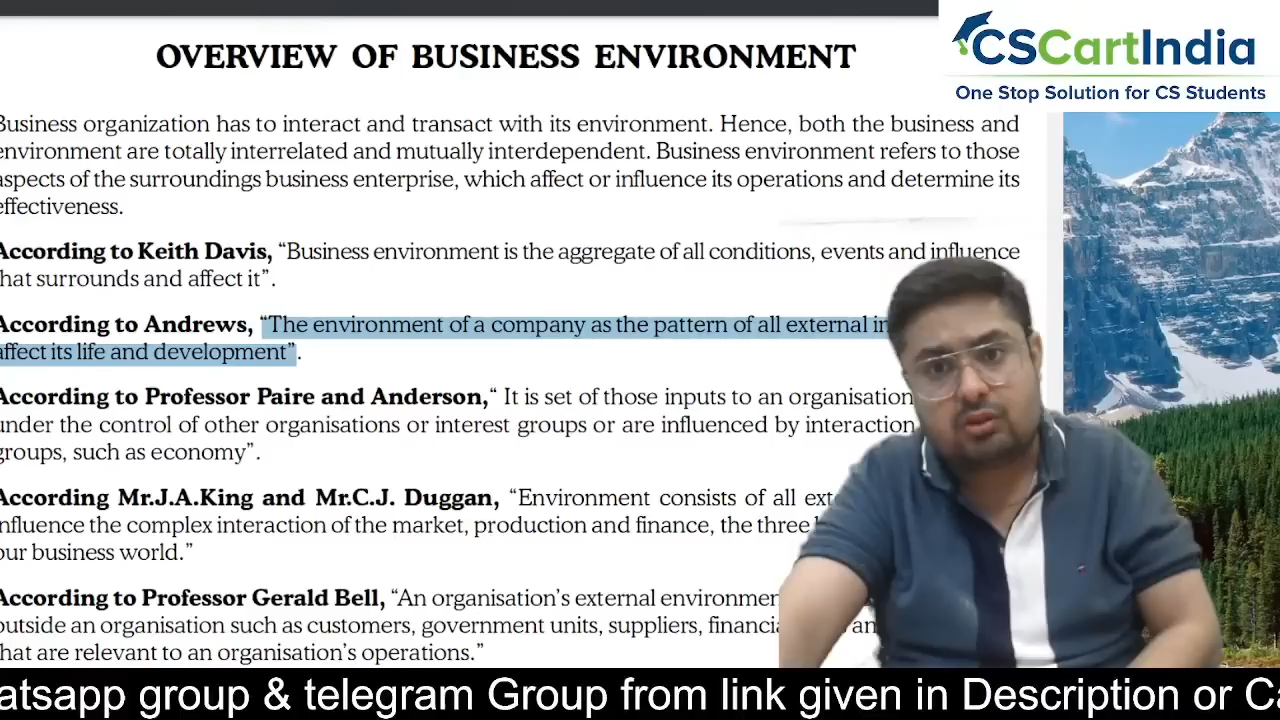 OVERVIEW OF BUSINESS ENVIRONMENT
CSCartIndia
One Stop Solution for CS Students
Business organization has to interact and transact with its environment. Hence, both the business and
environment are totally interrelated and mutually interdependent. Business environment refers to those
aspects of the surroundings business enterprise, which affect or influence its operations and determine its
effectiveness.
According to Keith Davis, “Business environment is the aggregate of all conditions, events and influence
that surrounds and affect it”.
According to Andrews, “The environment of a company as the pattern of all external
affect its life and development”.
According to Professor Paire and Anderson,“ It is set of those inputs to an organisation
under the control of other organisations or interest groups or are influenced by interaction
groups, such as economy”.
According Mr.J.A.King and Mr.C.J. Duggan, “Environment consists of all
influence the complex interaction of the market, production and finance, the three
our business world.”
According to Professor Gerald Bell, “An organisation’s external
outside an organisation such as customers, government units, suppliers,
that are relevant to an organisation’s operations.”
atsapp group & telegram Group from link given in Description or